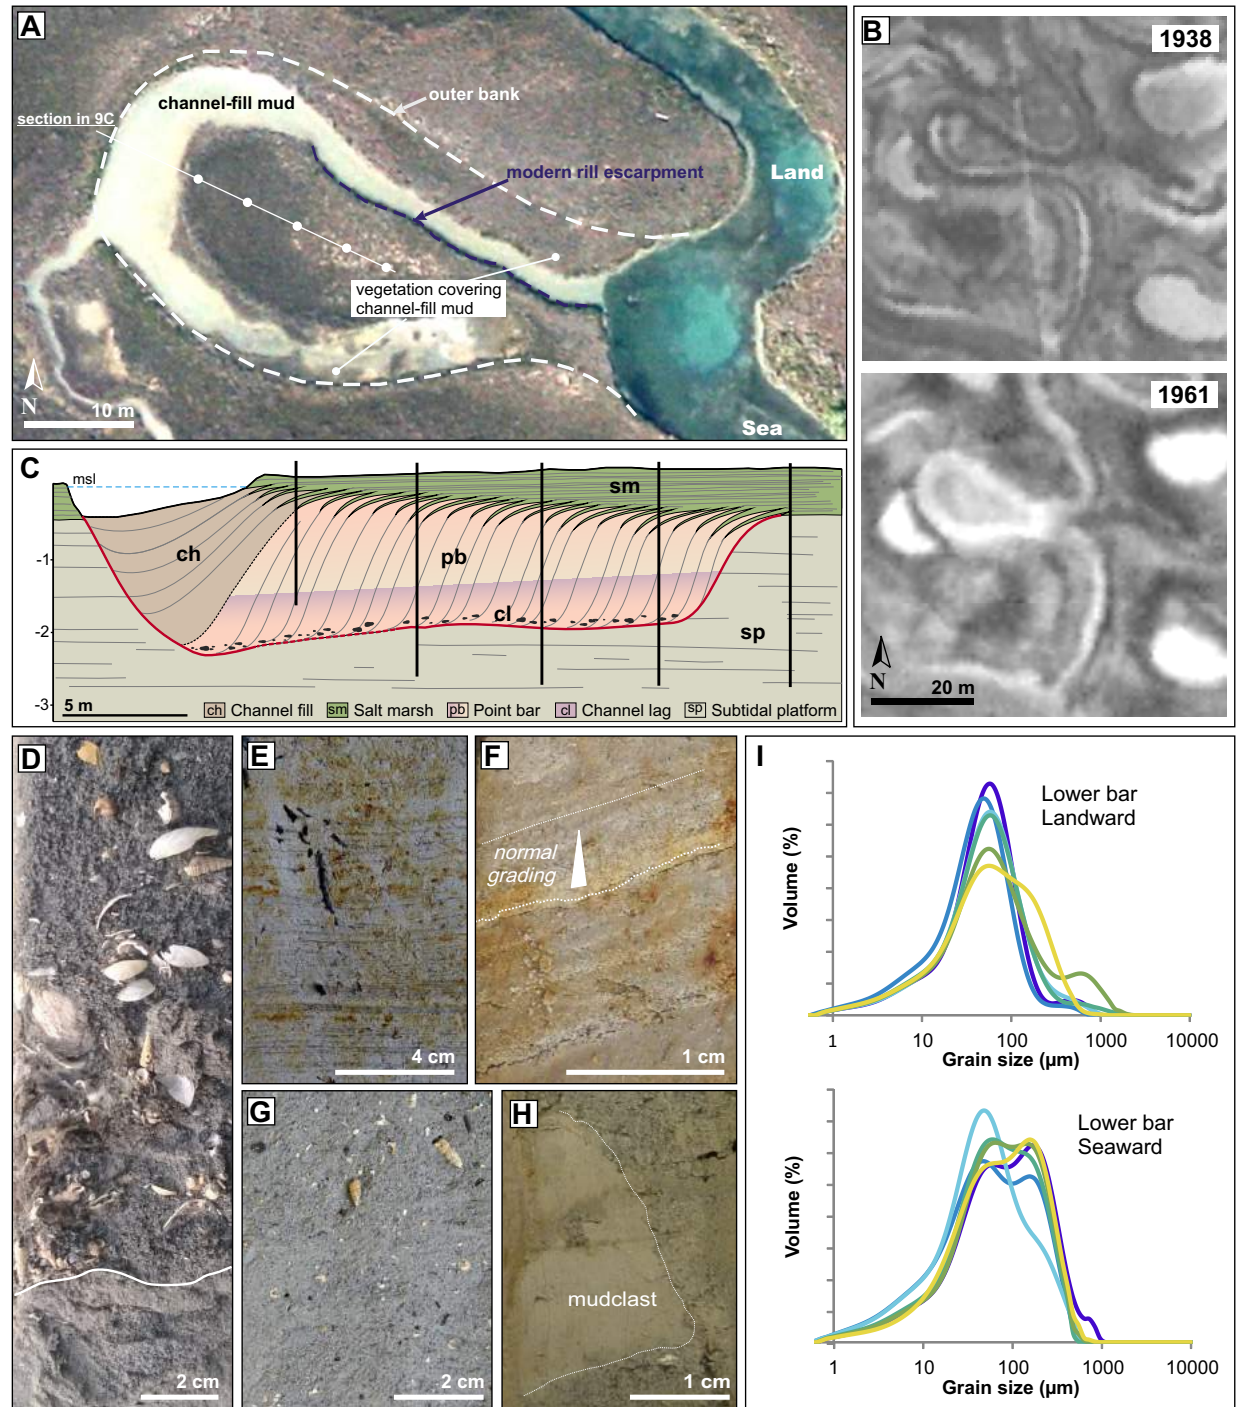 A
channel-fill mud
outer bank
section in 9C
modern rill escarpment
Land
vegetation covering
channel-fill mud
N
10 m
Sea
B
1938
1961
N
20 m
C
msl
sm
ch
pb
-1
cl
-2
sp
-3
5 m
ch Channel fill
sm Salt marsh
pb Point bar
cl Channel lag
sp Subtidal platform
D
2 cm
E
4 cm
F
normal
grading
1 cm
G
2 cm
H
mudclast
1 cm
I
Lower bar
Landward
Volume (%)
1 10 100 1000 10000
Grain size (µm)
Lower bar
Seaward
Volume (%)
1 10 100 1000 10000
Grain size (µm)